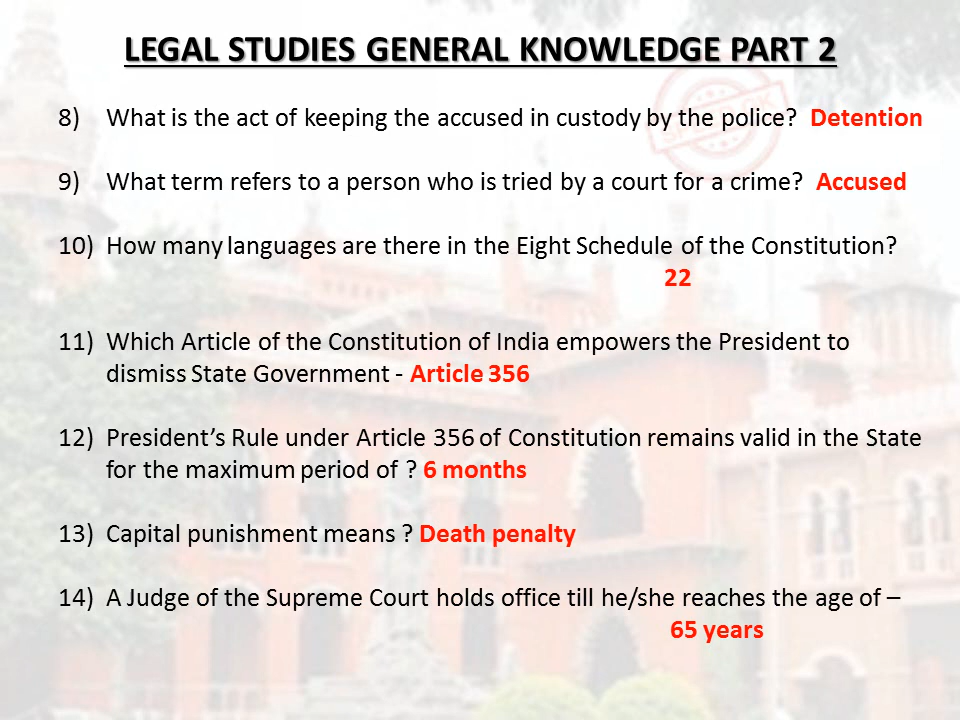 LEGAL STUDIES GENERAL KNOWLEDGE PART 2
8) What is the act of keeping the accused in custody by the police? Detention
9) What term refers to a person who is tried by a court for a crime? Accused
10) How many languages are there in the Eight Schedule of the Constitution?
22
11) Which Article of the Constitution of India empowers the President to
dismiss State Government - Article 356
12) President's Rule under Article 356 of Constitution remains valid in the State
for the maximum period of ? 6 months
13) Capital punishment means ? Death penalty
14) A Judge of the Supreme Court holds office till he/she reaches the age of –
65 years